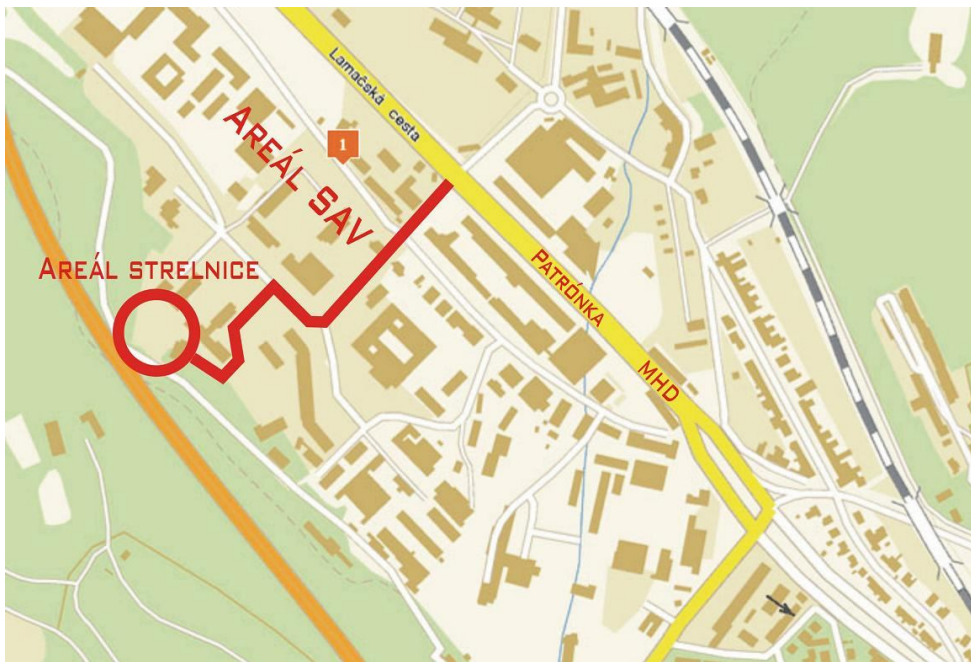 Lamačská cesta
1
Areál SAV
Areál strelnice
Patrónka
MHD